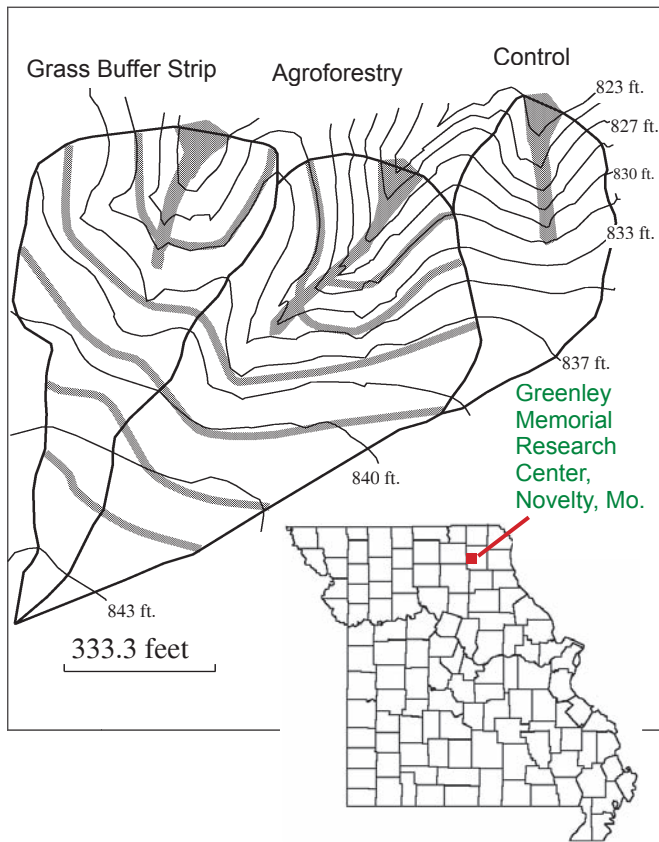 Grass Buffer Strip
Agroforestry
Control
823 ft.
827 ft.
830 ft.
833 ft.
837 ft.
Greenley
Memorial
Research
Center,
Novelty, Mo.
840 ft.
843 ft.
333.3 feet